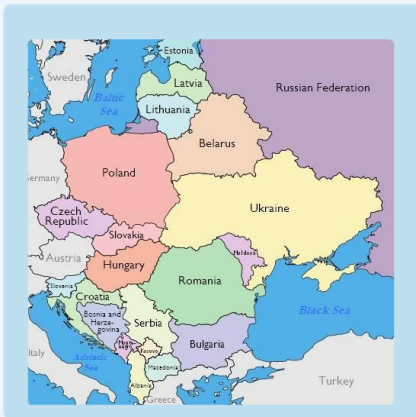 Estonia
Sweden
Latvia
Russian Federation
Baltic
Sea
Lithuania
Belarus
Poland
Germany
Ukraine
Czech
Republic
Slovakia
Moldova
Austria
Hungary
Romania
Slovenia
Croatia
Bosnia and
Herze-
govina
Serbia
Black Sea
Italy
Adriatic
Sea
Kosovo
Bulgaria
Macedonia
Albania
Turkey
Greece